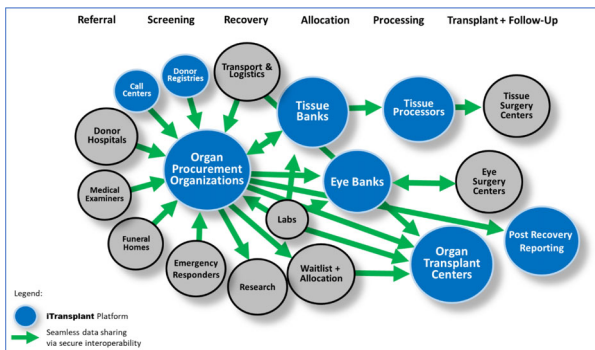 Referral Screening Recovery Allocation Processing Transplant + Follow-Up
Call
Centers
Donor
Registries
Transport &
Logistics
Tissue
Banks
Tissue
Processors
Tissue
Surgery
Centers
Donor
Hospitals
Organ
Procurement
Organizations
Eye Banks
Eye
Surgery
Centers
Medical
Examiners
Labs
Funeral
Homes
Emergency
Responders
Research
Waitlist +
Allocation
Organ
Transplant
Centers
Post Recovery
Reporting
Legend:
iTransplant Platform
Seamless data sharing
via secure interoperability